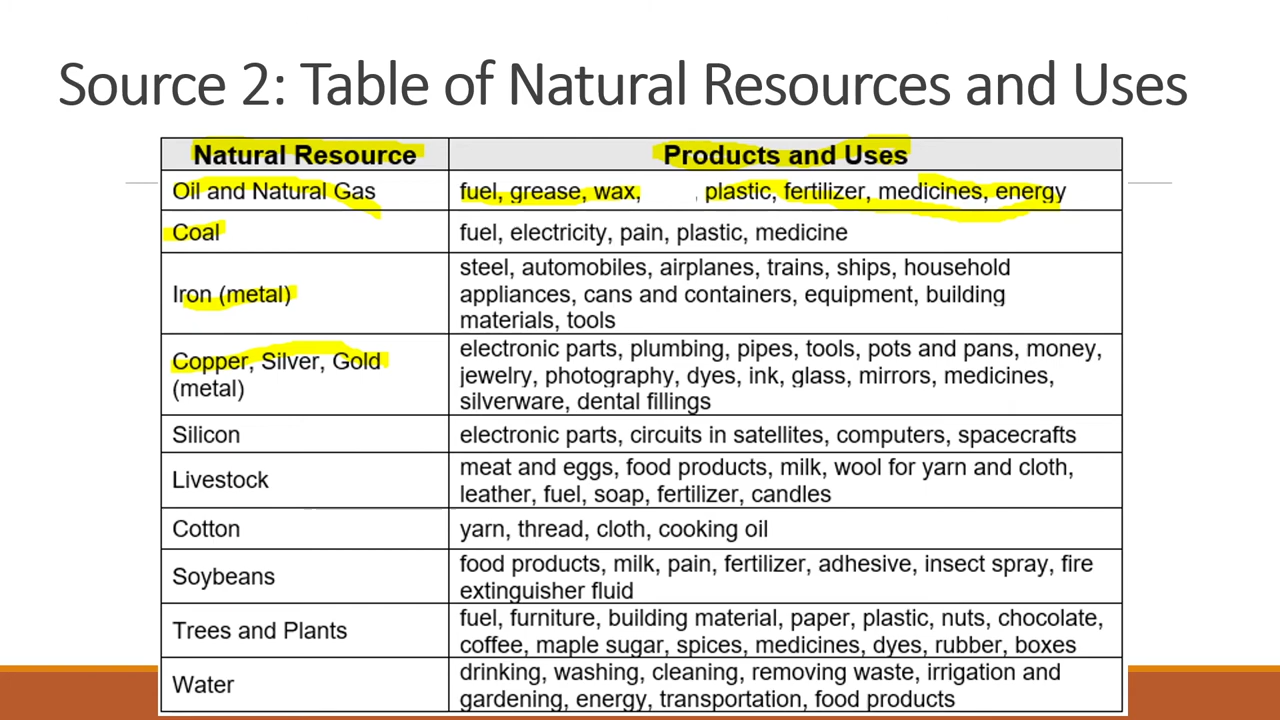 Source 2: Table of Natural Resources and Uses
Natural Resource Products and Uses
Oil and Natural Gas fuel, grease, wax, plastic, fertilizer, medicines, energy
Coal fuel, electricity, pain, plastic, medicine
Iron (metal) steel, automobiles, airplanes, trains, ships, household
appliances, cans and containers, equipment, building
materials, tools
Copper, Silver, Gold
(metal)
electronic parts, plumbing, pipes, tools, pots and pans, money,
jewelry, photography, dyes, ink, glass, mirrors, medicines,
silverware, dental fillings
Silicon electronic parts, circuits in satellites, computers, spacecrafts
Livestock meat and eggs, food products, milk, wool for yarn and cloth,
leather, fuel, soap, fertilizer, candles
Cotton yarn, thread, cloth, cooking oil
Soybeans food products, milk, pain, fertilizer, adhesive, insect spray, fire
extinguisher fluid
Trees and Plants fuel, furniture, building material, paper, plastic, nuts, chocolate,
coffee, maple sugar, spices, medicines, dyes, rubber, boxes
Water drinking, washing, cleaning, removing waste, irrigation and
gardening, energy, transportation, food products